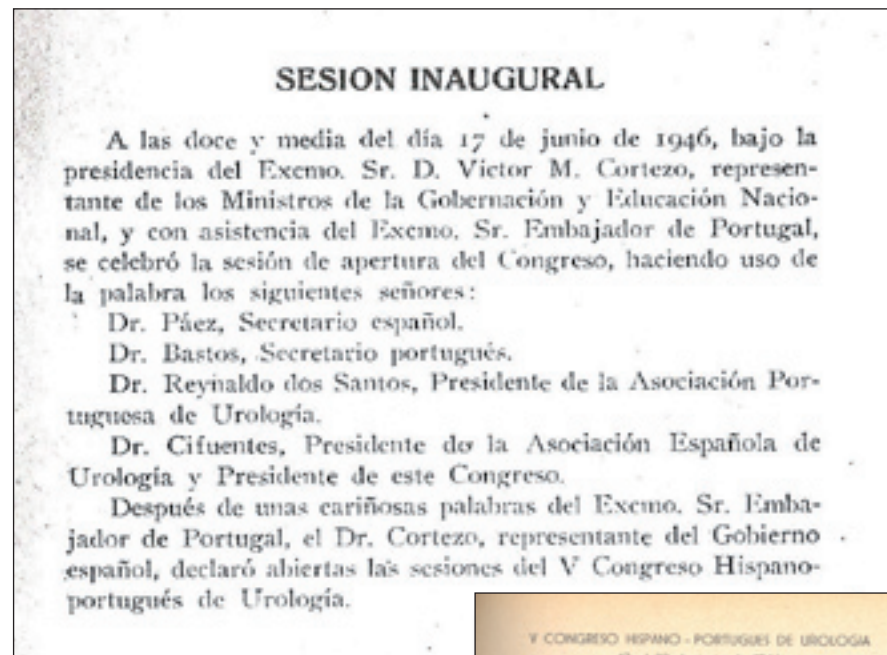 SESION INAUGURAL
A las doce y media del día 17 de junio de 1946, bajo la
presidencia del Excmo. Sr. D. Victor M. Cortezo, represen-
tante de los Ministros de la Gobernación y Educación Nacio-
nal, y con asistencia del Excmo. Sr. Embajador de Portugal,
se celebró la sesión de apertura del Congreso, haciendo uso de
la palabra los siguientes señores:
Dr. Páez, Secretario español.
Dr. Bastos, Secretario portugués.
Dr. Reynaldo dos Santos, Presidente de la Asociación Por-
tuguesa de Urología.
Dr. Cifuentes, Presidente de la Asociación Española de
Urología y Presidente de este Congreso.
Después de unas cariñosas palabras del Excmo. Sr. Emba-
jador de Portugal, el Dr. Cortezo, representante del Gobierno
español, declaró abiertas las sesiones del V Congreso Hispano-
portugués de Urología.
V CONGRESO HISPANO - PORTUGUES DE UROLOGIA